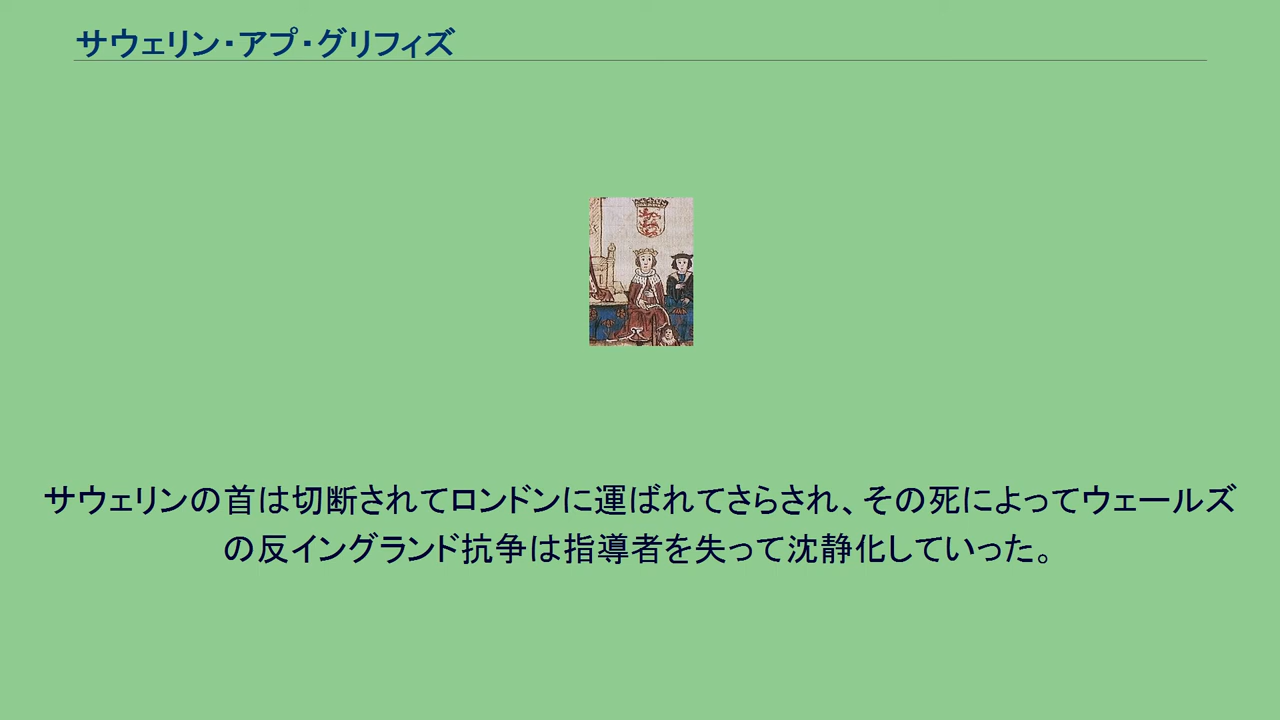 サウェリン・アプ・グリフィズ
サウェリンの首は切断されてロンドンに運ばれてさらされ、その死によってウェールズ
の反イングランド抗争は指導者を失って沈静化していった。